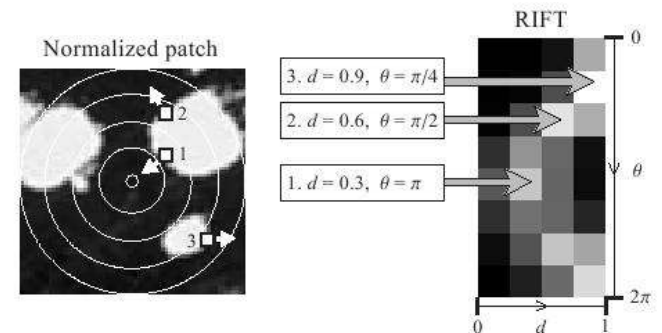 Normalized patch
2
1
3
3. d = 0.9, θ = π/4
2. d = 0.6, θ = π/2
1. d = 0.3, θ = π
RIFT
0
θ
2π
0
d
1